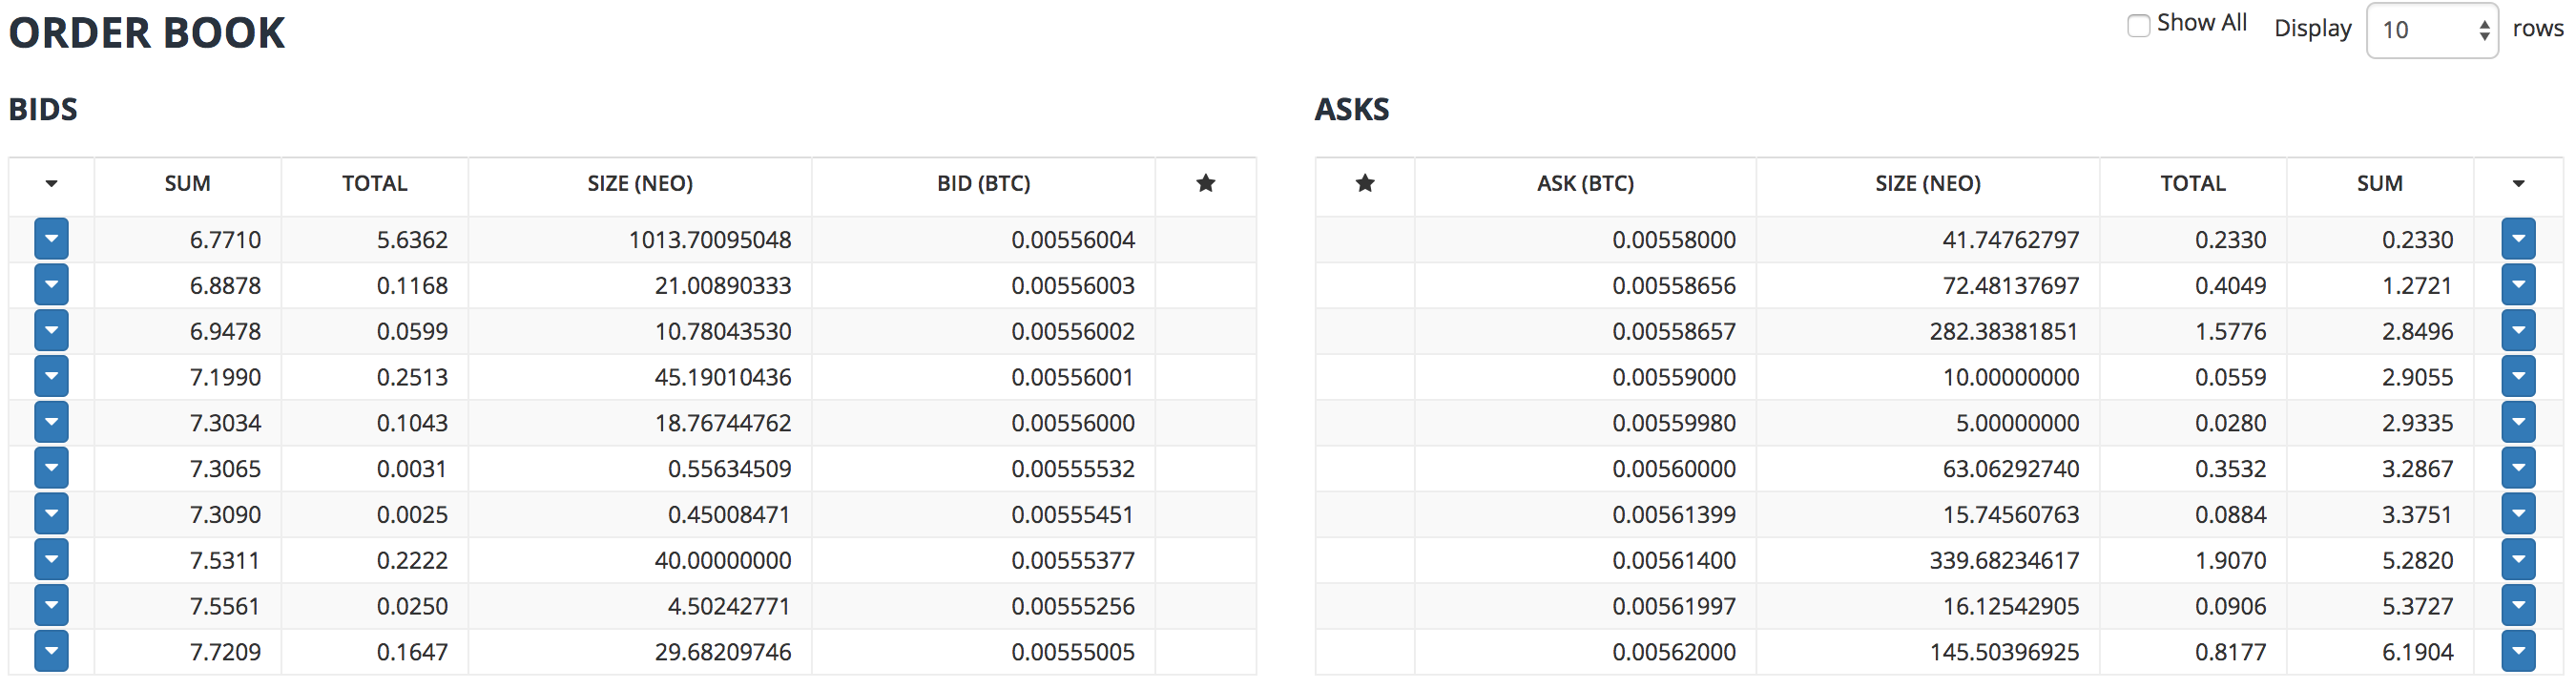 ORDER BOOK
Show All Display 10 rows
BIDS
SUM TOTAL SIZE (NEO) BID (BTC) ★
6.7710 5.6362 1013.70095048 0.00556004
6.8878 0.1168 21.00890333 0.00556003
6.9478 0.0599 10.78043530 0.00556002
7.1990 0.2513 45.19010436 0.00556001
7.3034 0.1043 18.76744762 0.00556000
7.3065 0.0031 0.55634509 0.00555532
7.3090 0.0025 0.45008471 0.00555451
7.5311 0.2222 40.00000000 0.00555377
7.5561 0.0250 4.50242771 0.00555256
7.7209 0.1647 29.68209746 0.00555005
ASKS
★ ASK (BTC) SIZE (NEO) TOTAL SUM
0.00558000 41.74762797 0.2330 0.2330
0.00558656 72.48137697 0.4049 1.2721
0.00558657 282.38381851 1.5776 2.8496
0.00559000 10.00000000 0.0559 2.9055
0.00559980 5.00000000 0.0280 2.9335
0.00560000 63.06292740 0.3532 3.2867
0.00561399 15.74560763 0.0884 3.3751
0.00561400 339.68234617 1.9070 5.2820
0.00561997 16.12542905 0.0906 5.3727
0.00562000 145.50396925 0.8177 6.1904